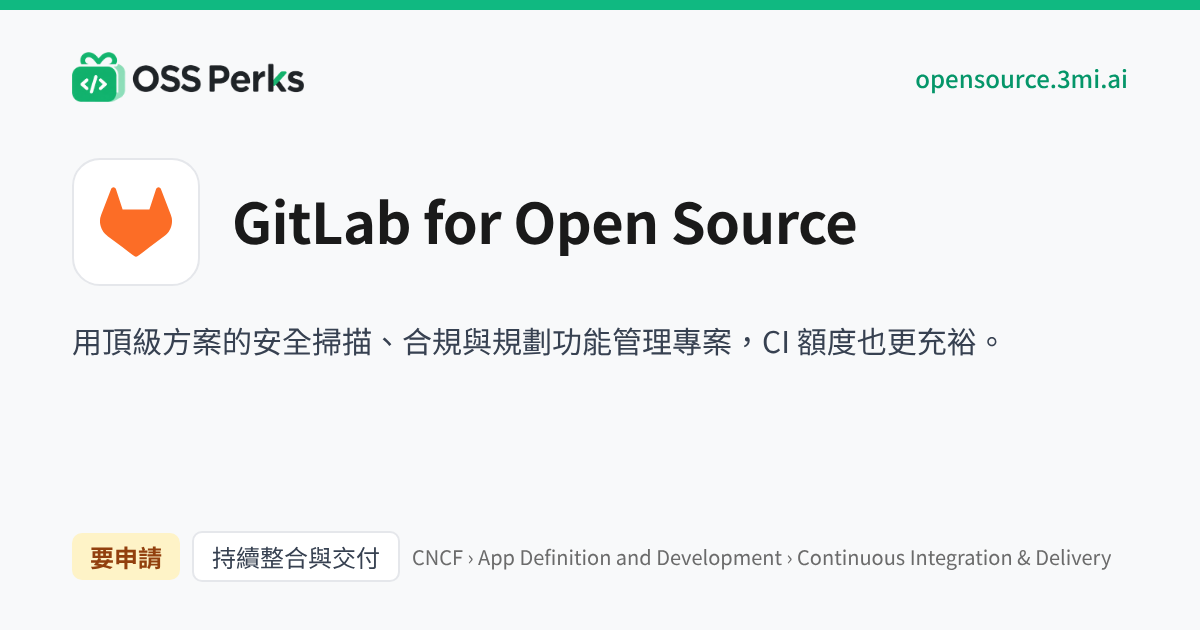 OSS Perks
opensource.3mi.ai
GitLab for Open Source
用頂級方案的安全掃描、合規與規劃功能管理專案，CI 額度也更充裕。
要申請
持續整合與交付
CNCF › App Definition and Development › Continuous Integration & Delivery